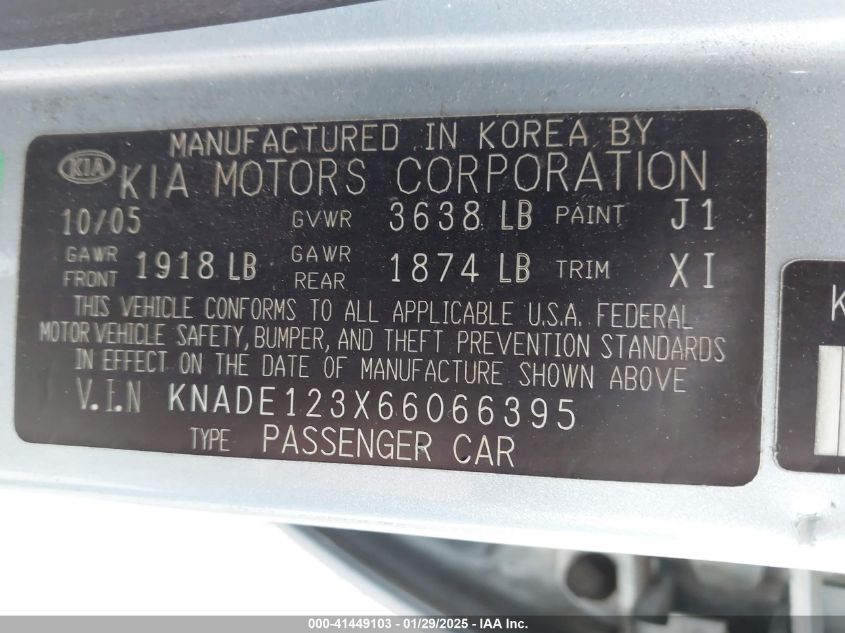 MANUFACTURED IN KOREA BY
KIA KIA MOTORS CORPORATION
10/05 GVWR 3638 LB PAINT J1
GAWR FRONT 1918 LB GAWR REAR 1874 LB TRIM XI
THIS VEHICLE CONFORMS TO ALL APPLICABLE U.S.A. FEDERAL
MOTOR VEHICLE SAFETY, BUMPER, AND THEFT PREVENTION STANDARDS
IN EFFECT ON THE DATE OF MANUFACTURE SHOWN ABOVE
V.I.N KNADE123X66066395
TYPE PASSENGER CAR
K
000-41449103 - 01/29/2025 - IAA Inc.